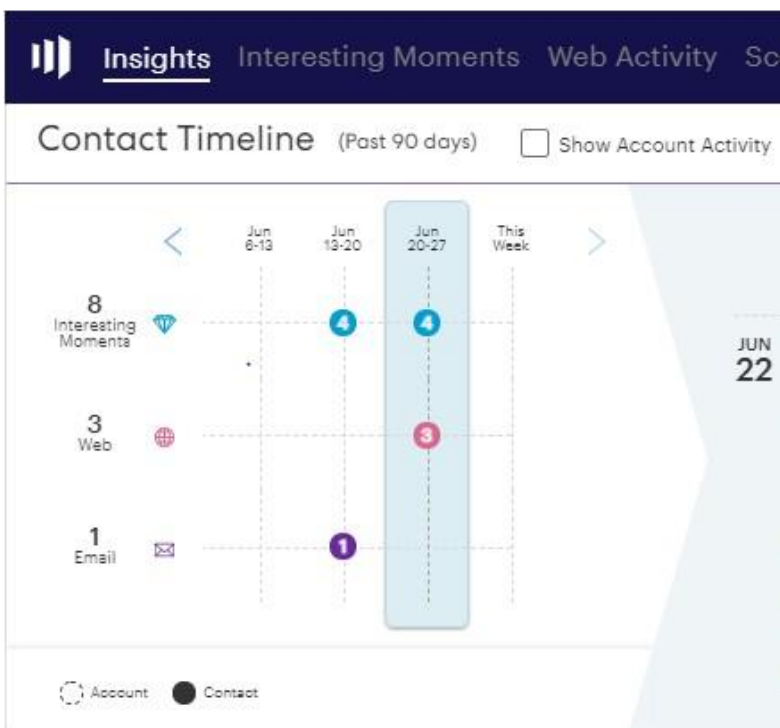 Insights Interesting Moments Web Activity Sc
Contact Timeline (Past 90 days) Show Account Activity
Jun
6-13
Jun
13-20
Jun
20-27
This
Week
8
Interesting
Moments
4
4
JUN
22
3
Web
3
1
Email
1
Account Contact